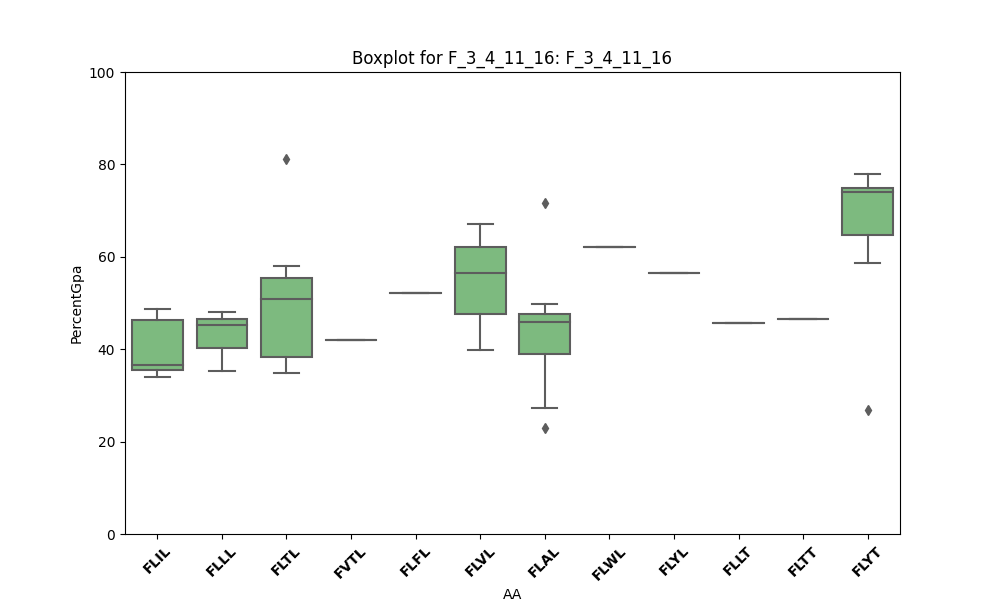 Boxplot for F_3_4_11_16: F_3_4_11_16
PercentGpa
100
80
60
40
20
0
FLIL FLLL FLTL FVTL FLFL FLVL FLAL FLWL FLYL FLLT FLTT FLYT
AA